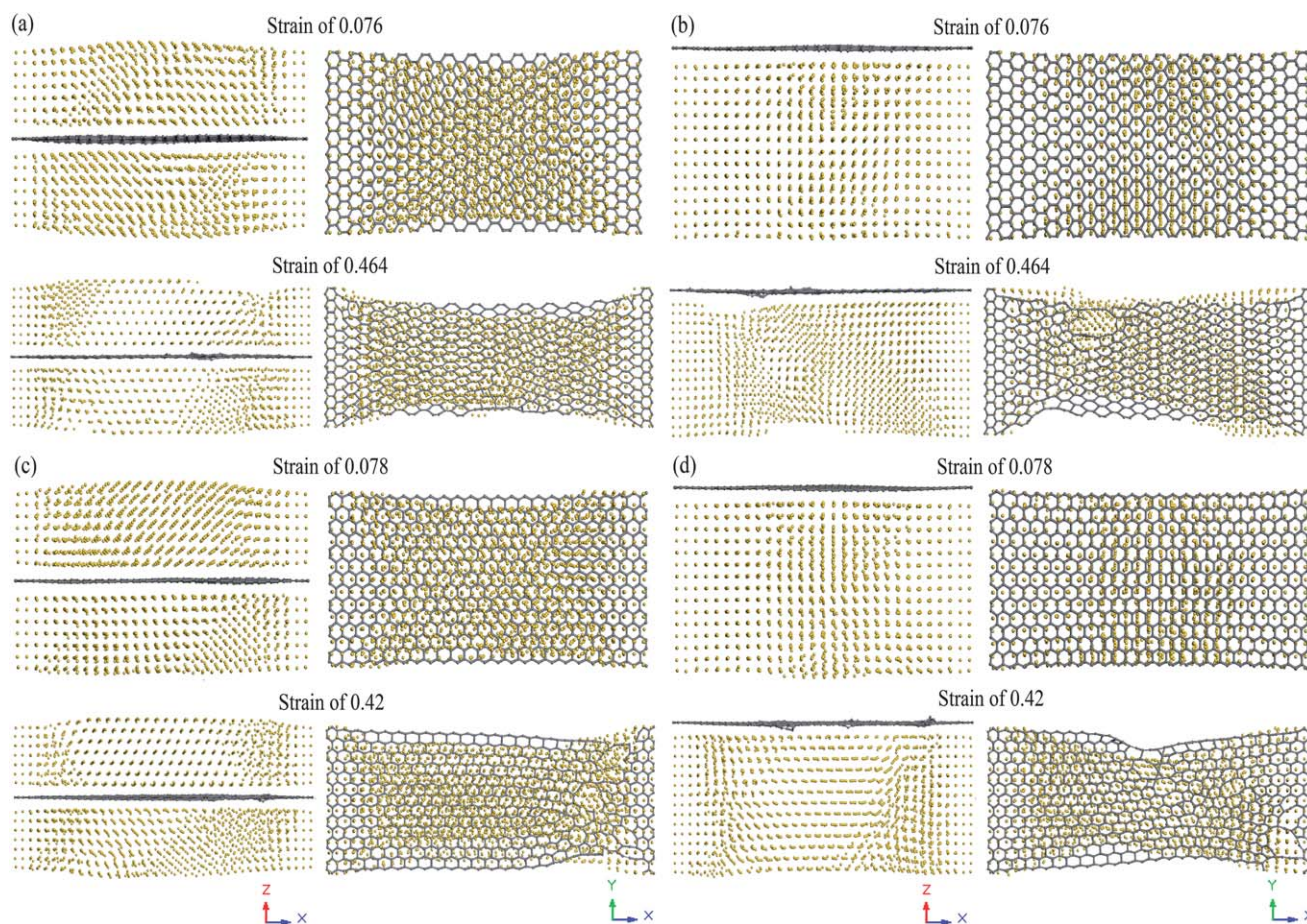 (a)
Strain of 0.076
(b)
Strain of 0.076
Strain of 0.464
Strain of 0.464
(c)
Strain of 0.078
(d)
Strain of 0.078
Strain of 0.42
Strain of 0.42
Z
X
Y
X
Z
X
Y
X